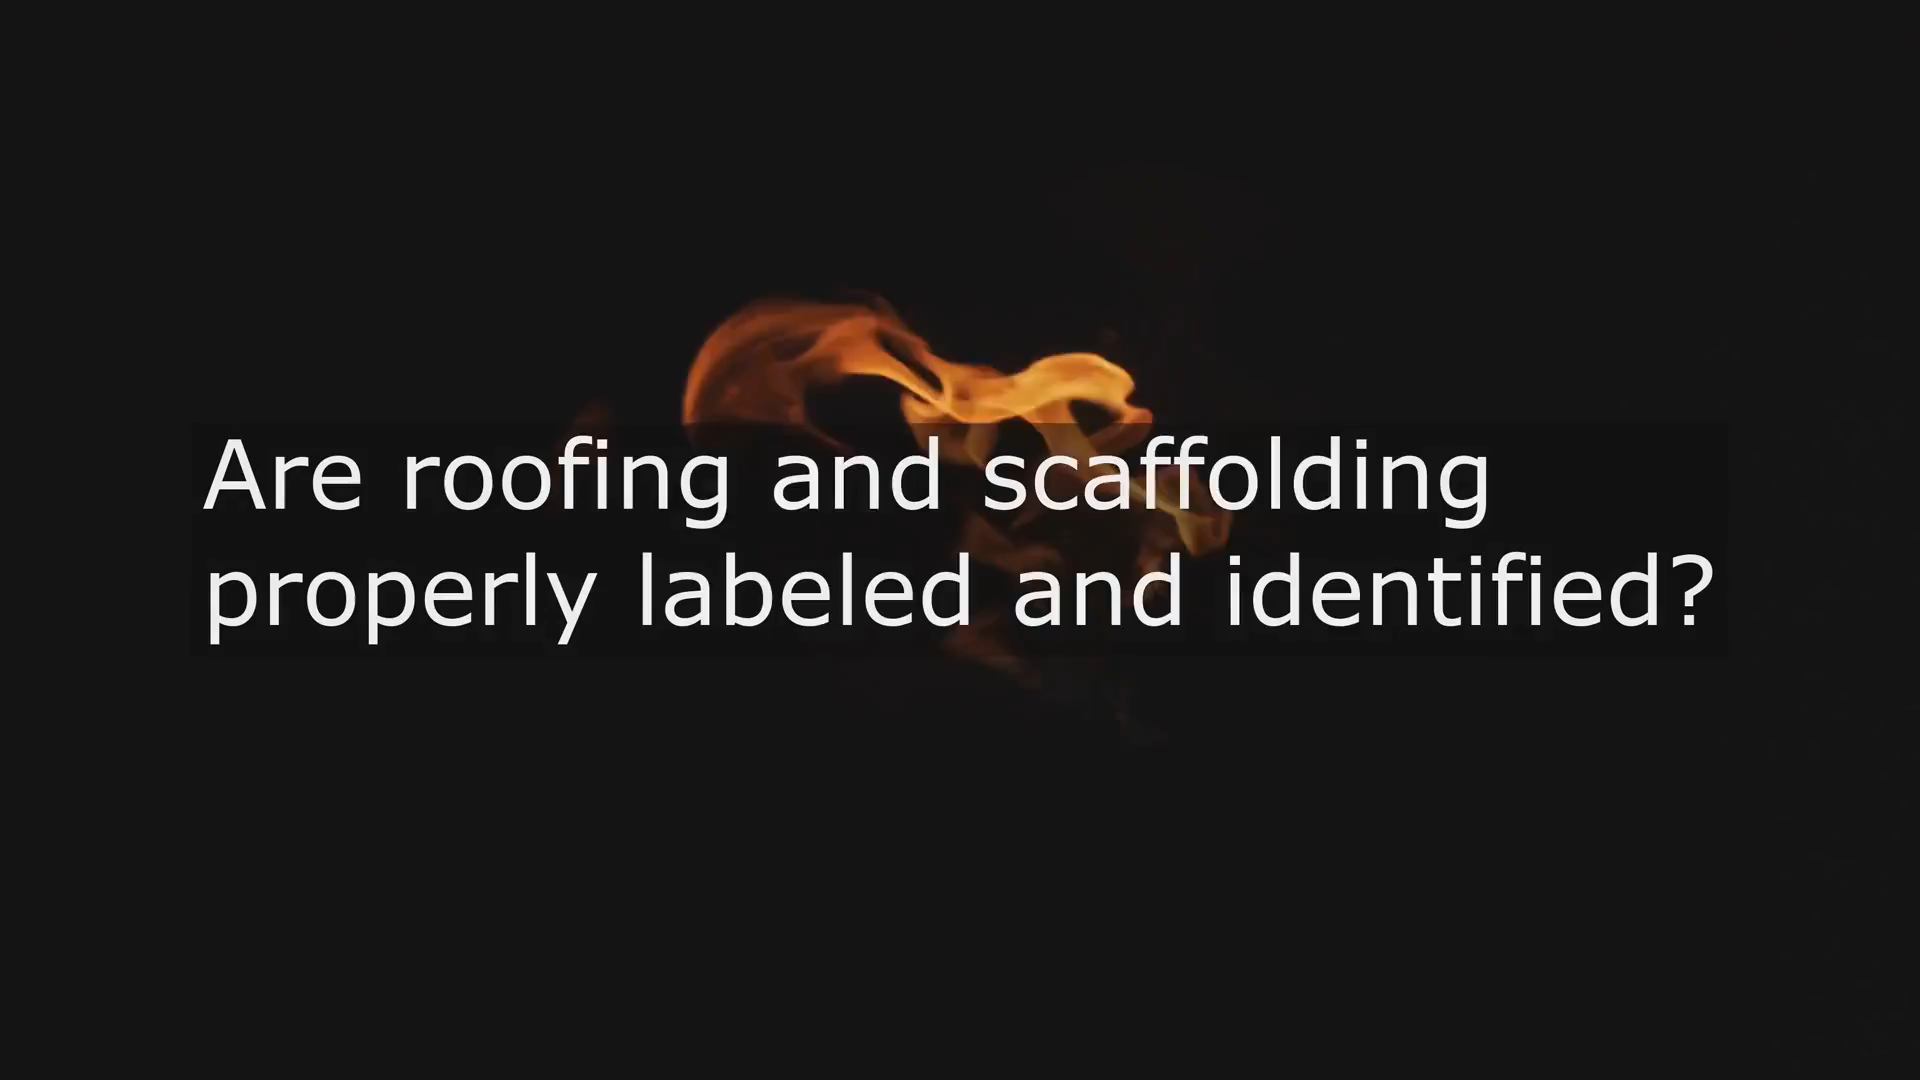 Are roofing and scaffolding
properly labeled and identified?